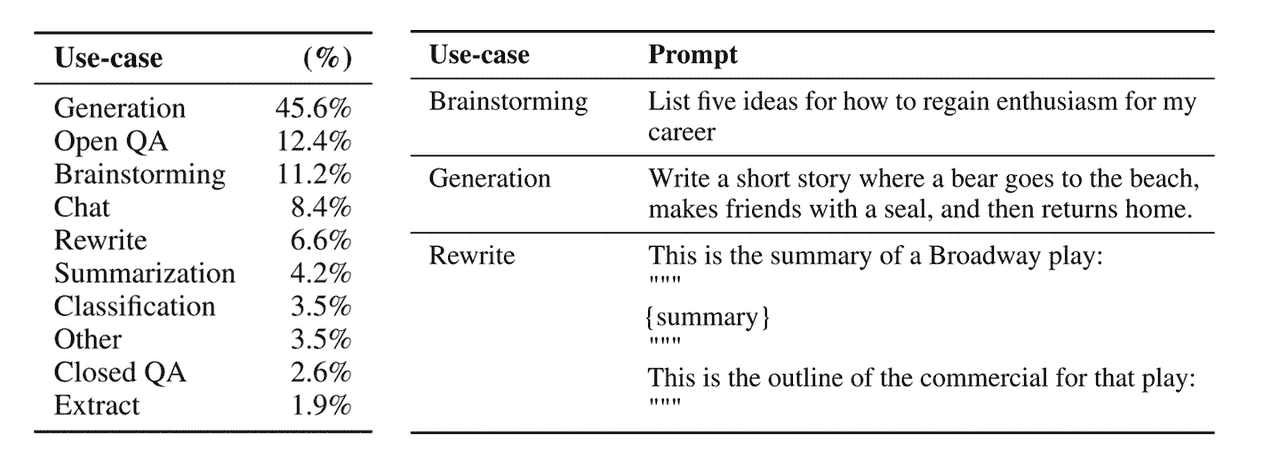 Use-case (%)
Generation 45.6%
Open QA 12.4%
Brainstorming 11.2%
Chat 8.4%
Rewrite 6.6%
Summarization 4.2%
Classification 3.5%
Other 3.5%
Closed QA 2.6%
Extract 1.9%
Use-case Prompt
Brainstorming List five ideas for how to regain enthusiasm for my
career
Generation Write a short story where a bear goes to the beach,
makes friends with a seal, and then returns home.
Rewrite This is the summary of a Broadway play:
"""
{summary}
"""
This is the outline of the commercial for that play:
"""